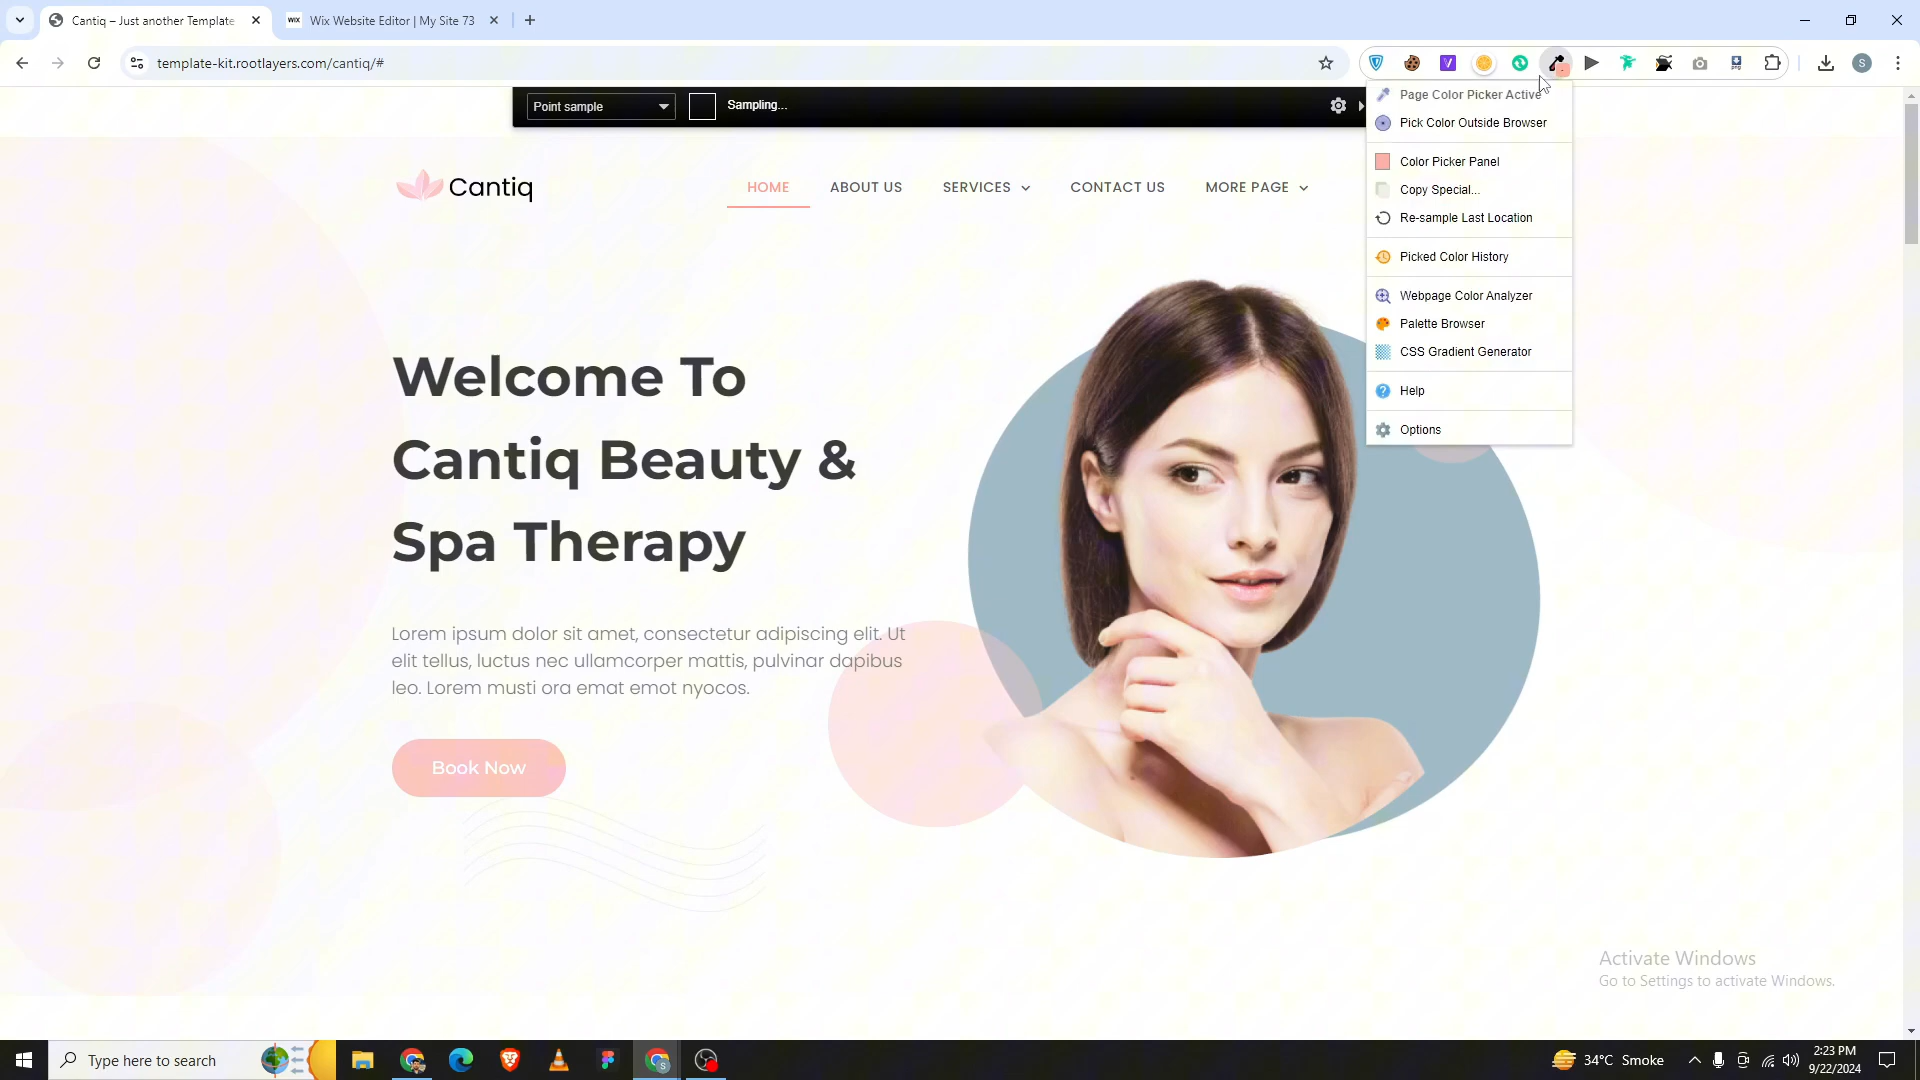 Cantiq – Just another Template
WIX
Wix Website Editor | My Site 73
template-kit.rootlayers.com/cantiq/#
V
S
Point sample
Sampling...
Page Color Picker Active
Pick Color Outside Browser
Color Picker Panel
Copy Special...
Re-sample Last Location
Picked Color History
Webpage Color Analyzer
Palette Browser
CSS Gradient Generator
Help
Options
Cantiq
HOME
ABOUT US
SERVICES
CONTACT US
MORE PAGE
Welcome To
Cantiq Beauty &
Spa Therapy
Lorem ipsum dolor sit amet, consectetur adipiscing elit. Ut
elit tellus, luctus nec ullamcorper mattis, pulvinar dapibus
leo. Lorem musti ora emat emot nyocos.
Book Now
Activate Windows
Go to Settings to activate Windows.
Type here to search
34°C Smoke
2:23 PM
9/22/2024